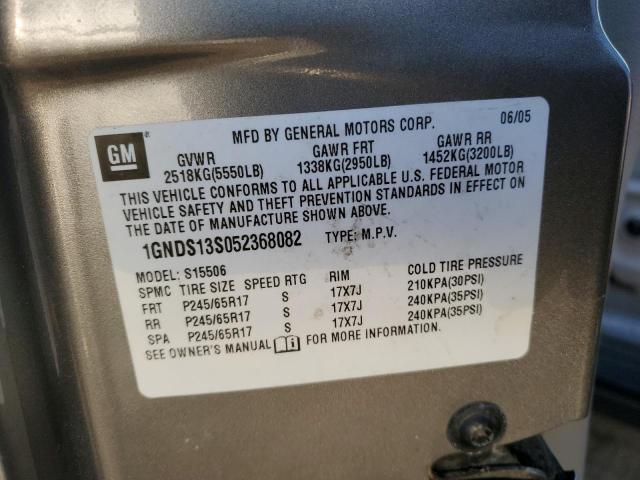 MFD BY GENERAL MOTORS CORP. 06/05
GM
GVWR GAWR FRT GAWR RR
2518KG(5550LB) 1338KG(2950LB) 1452KG(3200LB)
THIS VEHICLE CONFORMS TO ALL APPLICABLE U.S. FEDERAL MOTOR
VEHICLE SAFETY AND THEFT PREVENTION STANDARDS IN EFFECT ON
THE DATE OF MANUFACTURE SHOWN ABOVE.
1GNDS13S052368082 TYPE: M.P.V.
MODEL: S15506
SPMC TIRE SIZE SPEED RTG RIM COLD TIRE PRESSURE
FRT P245/65R17 S 17X7J 210KPA(30PSI)
RR P245/65R17 S 17X7J 240KPA(35PSI)
SPA P245/65R17 S 17X7J 240KPA(35PSI)
SEE OWNER'S MANUAL FOR MORE INFORMATION.